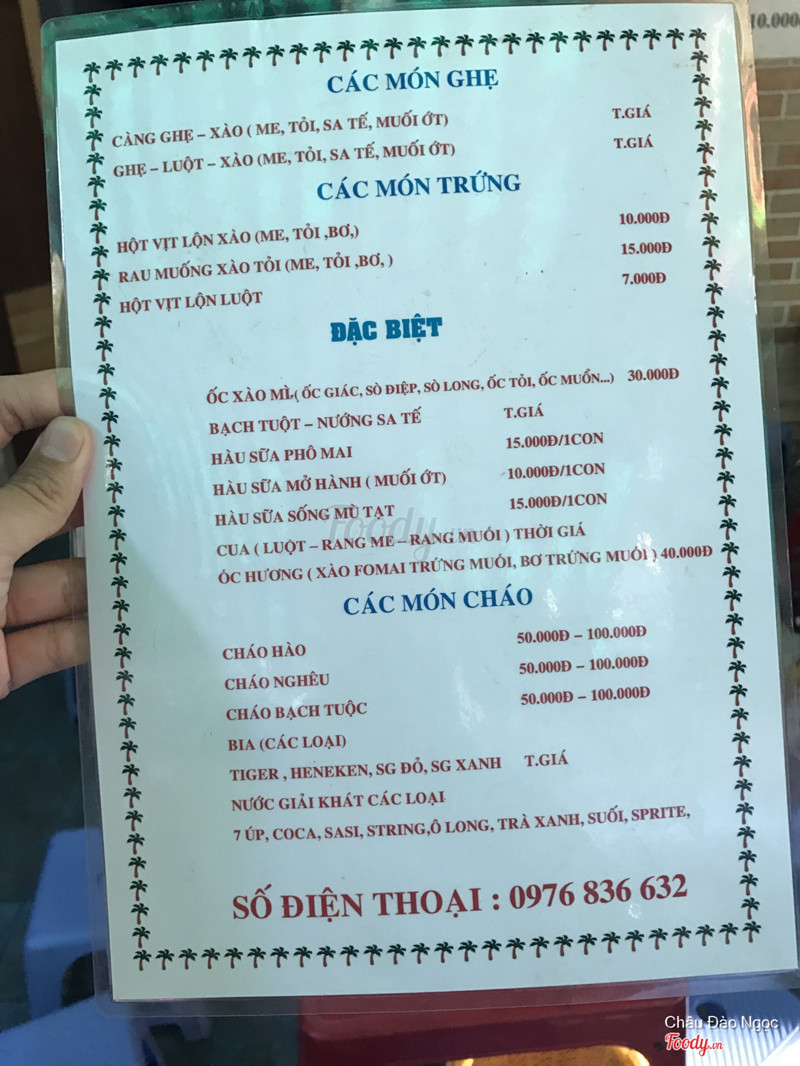 10.000
CÁC MÓN GHẸ
CÀNG GHẸ – XÀO ( ME, TỎI, SA TẾ, MUỐI ỚT) T.GIÁ
GHẸ – LUỘT – XÀO (ME, TỎI, SA TẾ, MUỐI ỚT) T.GIÁ
CÁC MÓN TRỨNG
HỘT VỊT LỘN XÀO (ME, TỎI ,BƠ,) 10.000Đ
RAU MUỐNG XÀO TỎI (ME, TỎI ,BƠ, ) 15.000Đ
HỘT VỊT LỘN LUỘT 7.000Đ
ĐẶC BIỆT
ỐC XÀO MÌ( ỐC GIÁC, SÒ ĐIỆP, SÒ LONG, ỐC TỎI, ỐC MUỒN...) 30.000Đ
BẠCH TUỘT – NƯỚNG SA TẾ T.GIÁ
HÀU SỮA PHÔ MAI 15.000Đ/1CON
HÀU SỮA MỞ HÀNH ( MUỐI ỚT) 10.000Đ/1CON
HÀU SỮA SỐNG MÙ TẠT 15.000Đ/1CON
Foody.vn
CUA ( LUỘT – RANG ME – RANG MUỐI ) THỜI GIÁ
ỐC HƯƠNG ( XÀO FOMAI TRỨNG MUỐI, BƠ TRỨNG MUỐI ) 40.000Đ
CÁC MÓN CHÁO
CHÁO HÀO 50.000Đ – 100.000Đ
CHÁO NGHÊU 50.000Đ – 100.000Đ
CHÁO BẠCH TUỘC 50.000Đ – 100.000Đ
BIA (CÁC LOẠI)
TIGER , HENEKEN, SG ĐỎ, SG XANH T.GIÁ
NƯỚC GIẢI KHÁT CÁC LOẠI
7 ÚP, COCA, SASI, STRING,Ô LONG, TRÀ XANH, SUỐI, SPRITE,
SỐ ĐIỆN THOẠI : 0976 836 632
Châu Đào Ngọc
Foody.vn